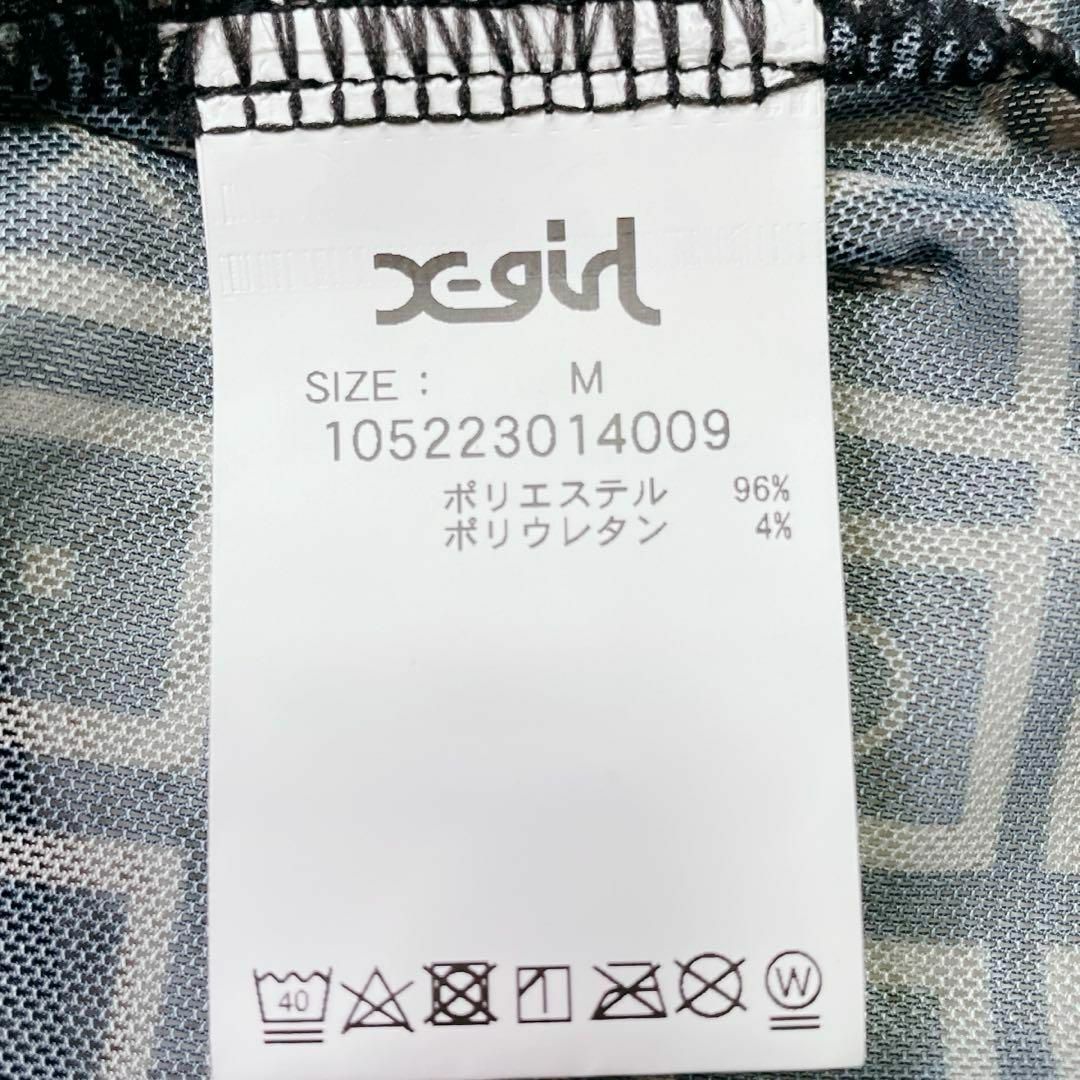 X-girl
SIZE : M
105223014009
ポリエステル 96%
ポリウレタン 4%
40 W